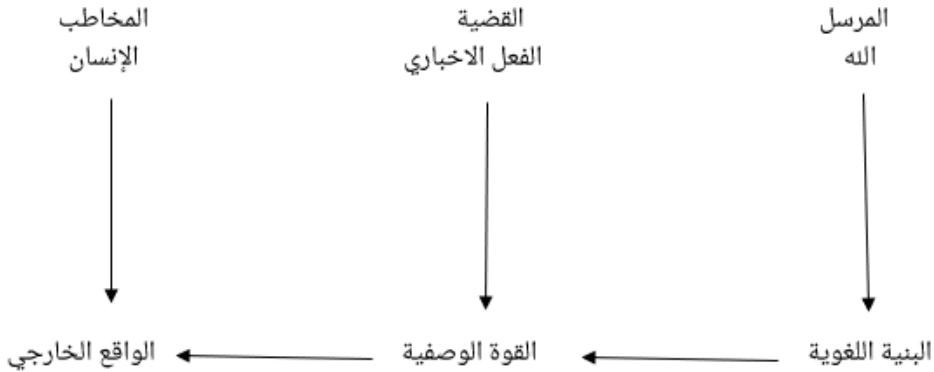 المرسل
الله
القضية
الفعل الاخباري
المخاطب
الإنسان
البنية اللغوية
القوة الوصفية
الواقع الخارجي